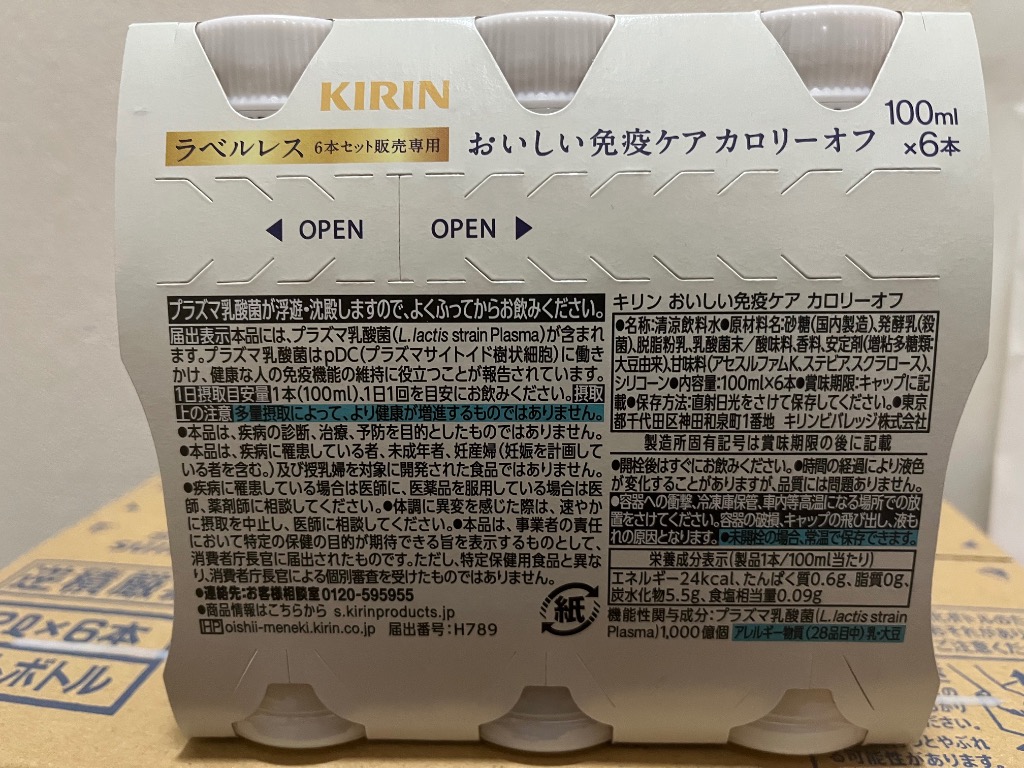 KIRIN
ラベルレス 6本セット販売専用
おいしい免疫ケア カロリーオフ
100ml
×6本
◀ OPEN
OPEN ▶
プラズマ乳酸菌が浮遊・沈殿しますので、よくふってからお飲みください。
届出表示 本品には、プラズマ乳酸菌(L. lactis strain Plasma)が含まれ
ます。プラズマ乳酸菌はpDC(プラズマサイトイド樹状細胞)に働き
かけ、健康な人の免疫機能の維持に役立つことが報告されています。
1日摂取目安量 1本(100ml)、1日1回を目安にお飲みください。摂取
上の注意 多量摂取によって、より健康が増進するものではありません。
●本品は、疾病の診断、治療、予防を目的としたものではありません。
●本品は、疾病に罹患している者、未成年者、妊産婦(妊娠を計画して
いる者を含む。)及び授乳婦を対象に開発された食品ではありません。
●疾病に罹患している場合は医師に、医薬品を服用している場合は医
師、薬剤師に相談してください。●体調に異変を感じた際は、速やか
に摂取を中止し、医師に相談してください。●本品は、事業者の責任
において特定の保健の目的が期待できる旨を表示するものとして、
消費者庁長官に届出されたものです。ただし、特定保健用食品と異な
り、消費者庁長官による個別審査を受けたものではありません。
●連絡先:お客様相談室 0120-595955
●商品情報はこちらから s.kirinproducts.jp
HP oishii-meneki.kirin.co.jp 届出番号:H789
紙
キリン おいしい免疫ケア カロリーオフ
●名称:清涼飲料水●原材料名:砂糖(国内製造)、発酵乳(殺
菌)、脱脂粉乳、乳酸菌末/酸味料、香料、安定剤(増粘多糖類:
大豆由来)、甘味料(アセスルファムK、ステビア、スクラロース)、
シリコーン●内容量:100ml×6本●賞味期限:キャップに記
載●保存方法:直射日光をさけて保存してください。●東京
都千代田区神田和泉町1番地 キリンビバレッジ株式会社
製造所固有記号は賞味期限の後に記載
●開栓後はすぐにお飲みください。●時間の経過により液色
が変化することがありますが、品質には問題ありません。
●容器への衝撃、冷凍庫保管、車内等高温になる場所での放
置をさけてください。容器の破損、キャップの飛び出し、液も
れの原因となります。●未開栓の場合、常温で保存できます。
栄養成分表示(製品1本/100ml当たり)
エネルギー24kcal、たんぱく質0.6g、脂質0g、
炭水化物5.5g、食塩相当量0.09g
機能性関与成分:プラズマ乳酸菌(L. lactis strain
Plasma)1,000億個 アレルギー物質(28品目中)乳・大豆
2ℓ×6本
ボトル
ださい。
とやぶれ
る可能性があります。